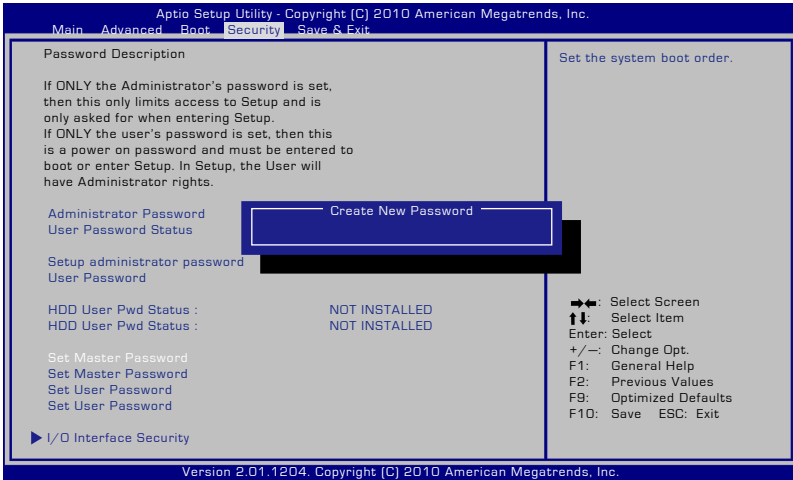 Aptio Setup Utility - Copyright (C) 2010 American Megatrends, Inc.
Main Advanced Boot Security Save & Exit
Password Description
If ONLY the Administrator's password is set,
then this only limits access to Setup and is
only asked for when entering Setup.
If ONLY the user's password is set, then this
is a power on password and must be entered to
boot or enter Setup. In Setup, the User will
have Administrator rights.
Administrator Password
User Password Status
Create New Password
Setup administrator password
User Password
HDD User Pwd Status : NOT INSTALLED
HDD User Pwd Status : NOT INSTALLED
Set Master Password
Set Master Password
Set User Password
Set User Password
I/O Interface Security
Set the system boot order.
→←: Select Screen
↑↓: Select Item
Enter: Select
+/—: Change Opt.
F1: General Help
F2: Previous Values
F9: Optimized Defaults
F10: Save ESC: Exit
Version 2.01.1204. Copyright (C) 2010 American Megatrends, Inc.